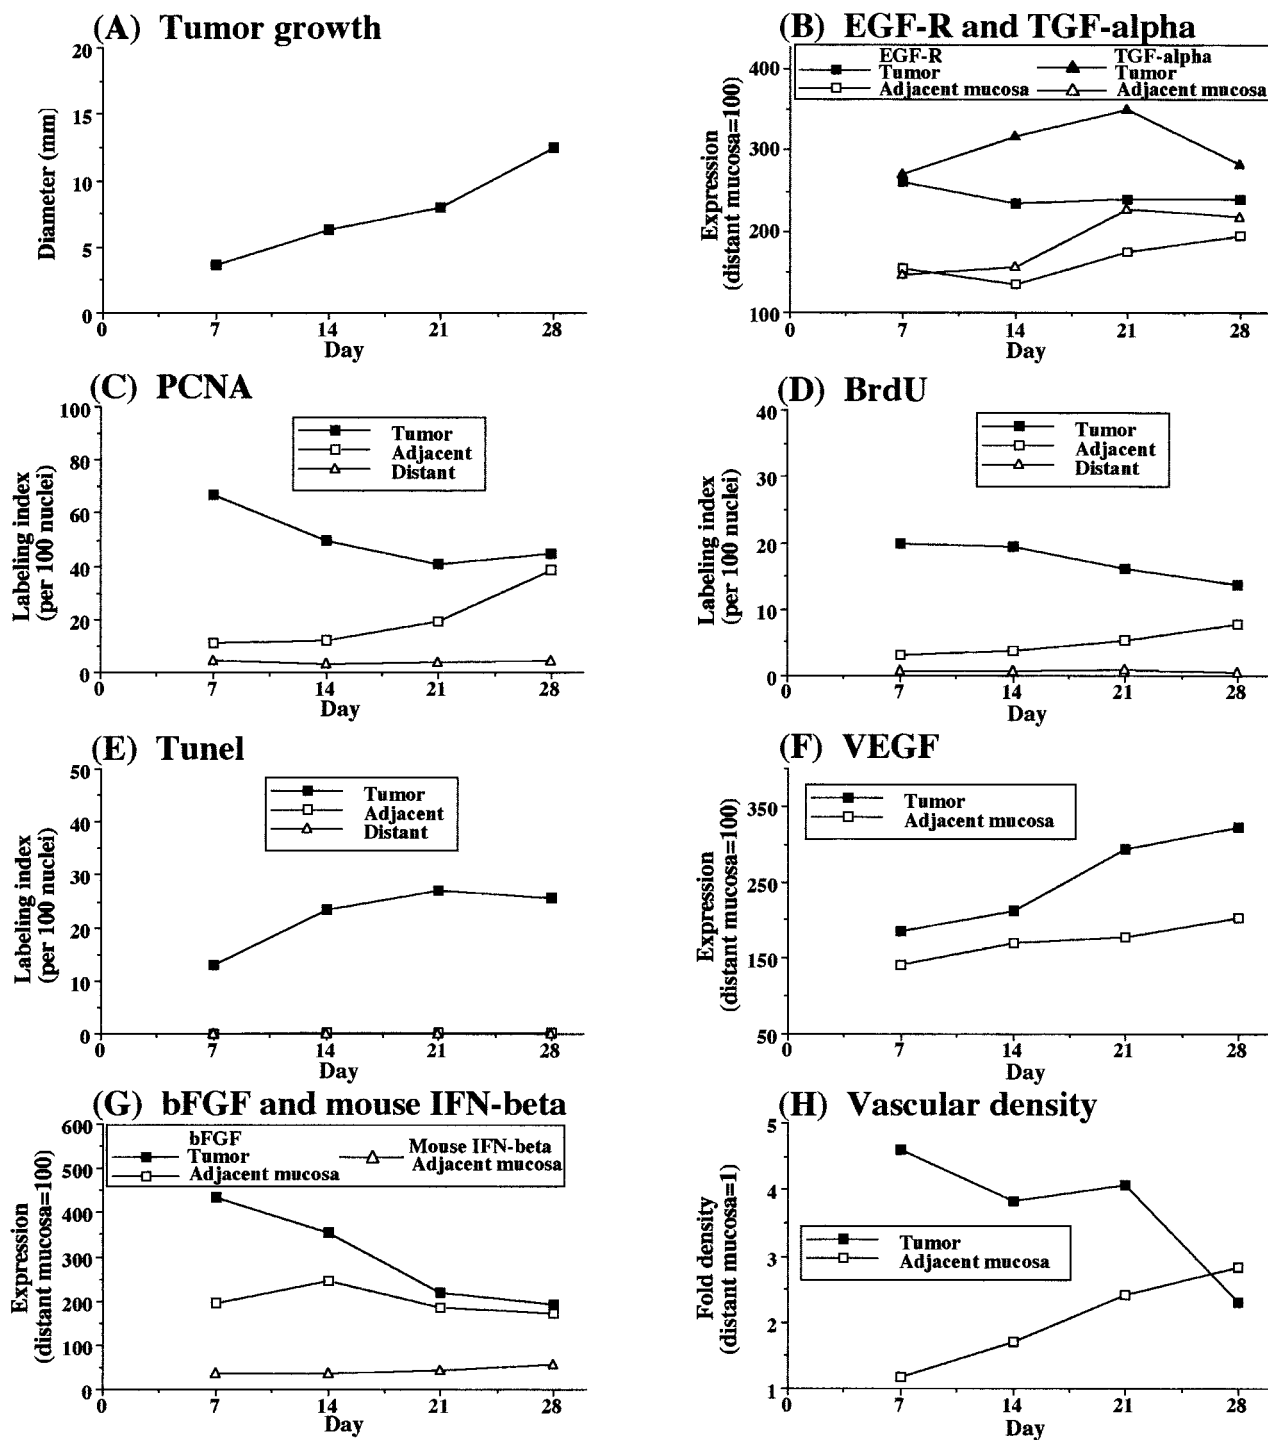 (A) Tumor growth
20
15
10
5
0
Diameter (mm)
0 7 14 21 28
Day
(B) EGF-R and TGF-alpha
EGF-R TGF-alpha
Tumor Tumor
Adjacent mucosa Adjacent mucosa
400
300
200
100
Expression
(distant mucosa=100)
0 7 14 21 28
Day
(C) PCNA
Tumor
Adjacent
Distant
100
80
60
40
20
0
Labeling index
(per 100 nuclei)
0 7 14 21 28
Day
(D) BrdU
Tumor
Adjacent
Distant
40
30
20
10
0
Labeling index
(per 100 nuclei)
0 7 14 21 28
Day
(E) Tunel
Tumor
Adjacent
Distant
50
40
30
20
10
0
Labeling index
(per 100 nuclei)
0 7 14 21 28
Day
(F) VEGF
Tumor
Adjacent mucosa
350
250
150
50
Expression
(distant mucosa=100)
0 7 14 21 28
Day
(G) bFGF and mouse IFN-beta
bFGF Mouse IFN-beta
Tumor Adjacent mucosa
Adjacent mucosa
600
500
400
300
200
100
0
Expression
(distant mucosa=100)
0 7 14 21 28
Day
(H) Vascular density
Tumor
Adjacent mucosa
5
4
3
2
1
Fold density
(distant mucosa=1)
0 7 14 21 28
Day